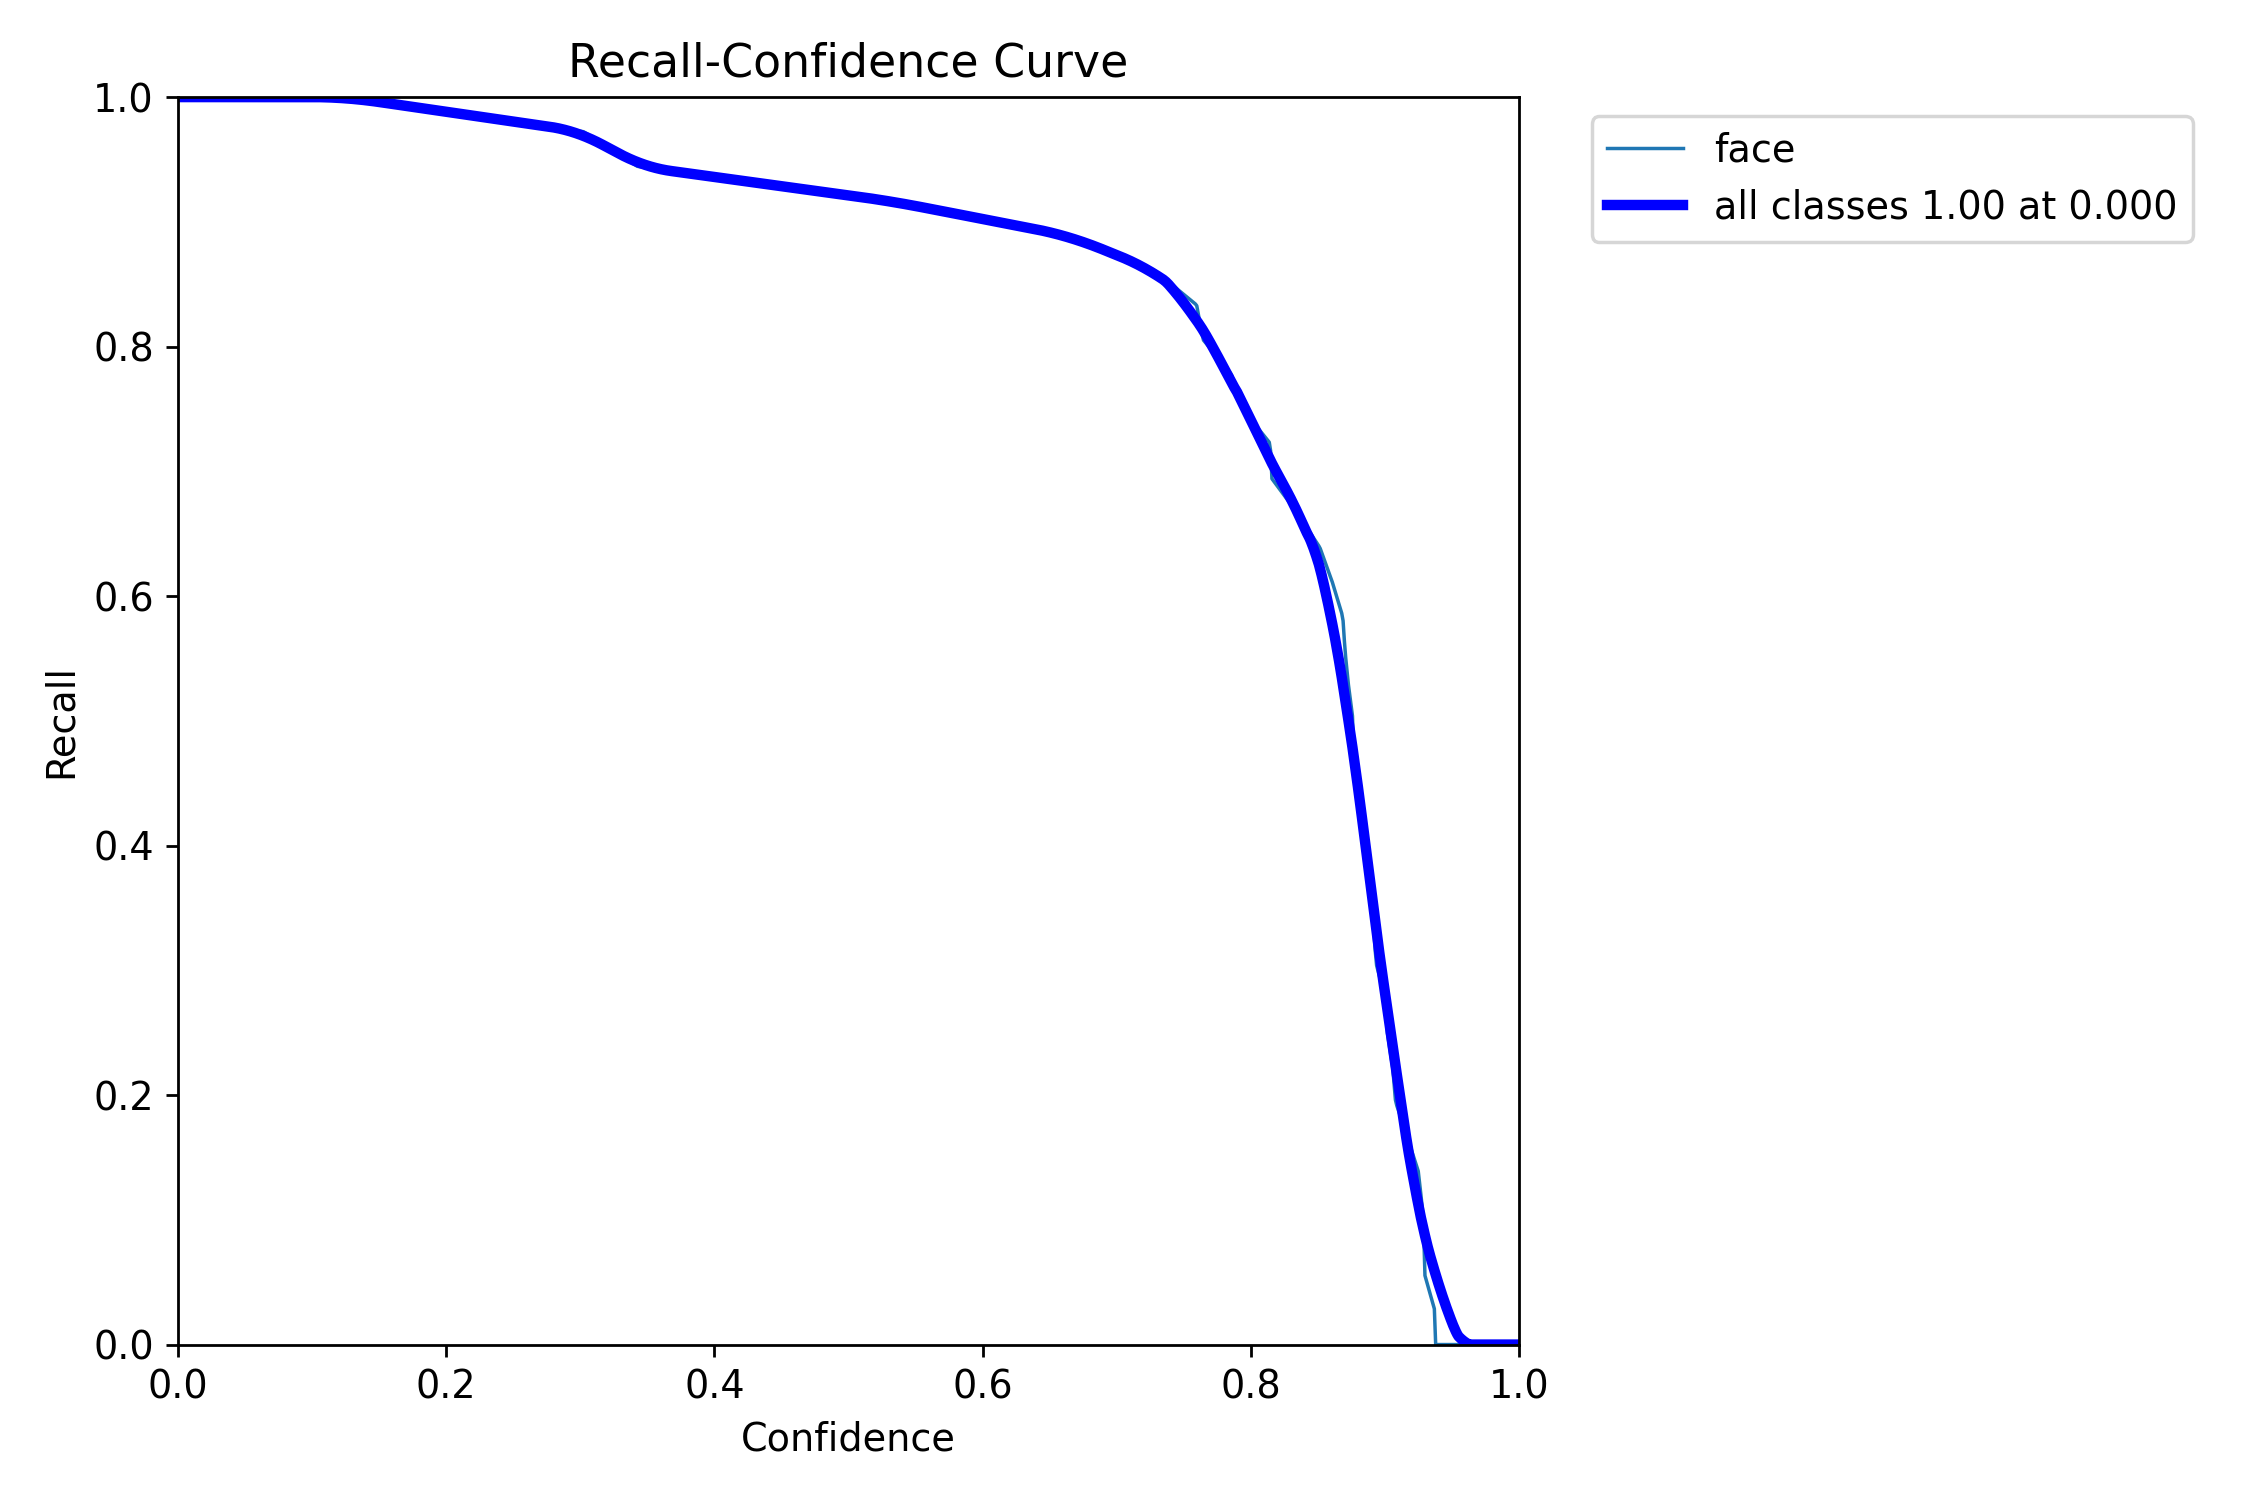 Recall-Confidence Curve
1.0
0.8
0.6
0.4
0.2
0.0
Recall
0.0 0.2 0.4 0.6 0.8 1.0
Confidence
face
all classes 1.00 at 0.000